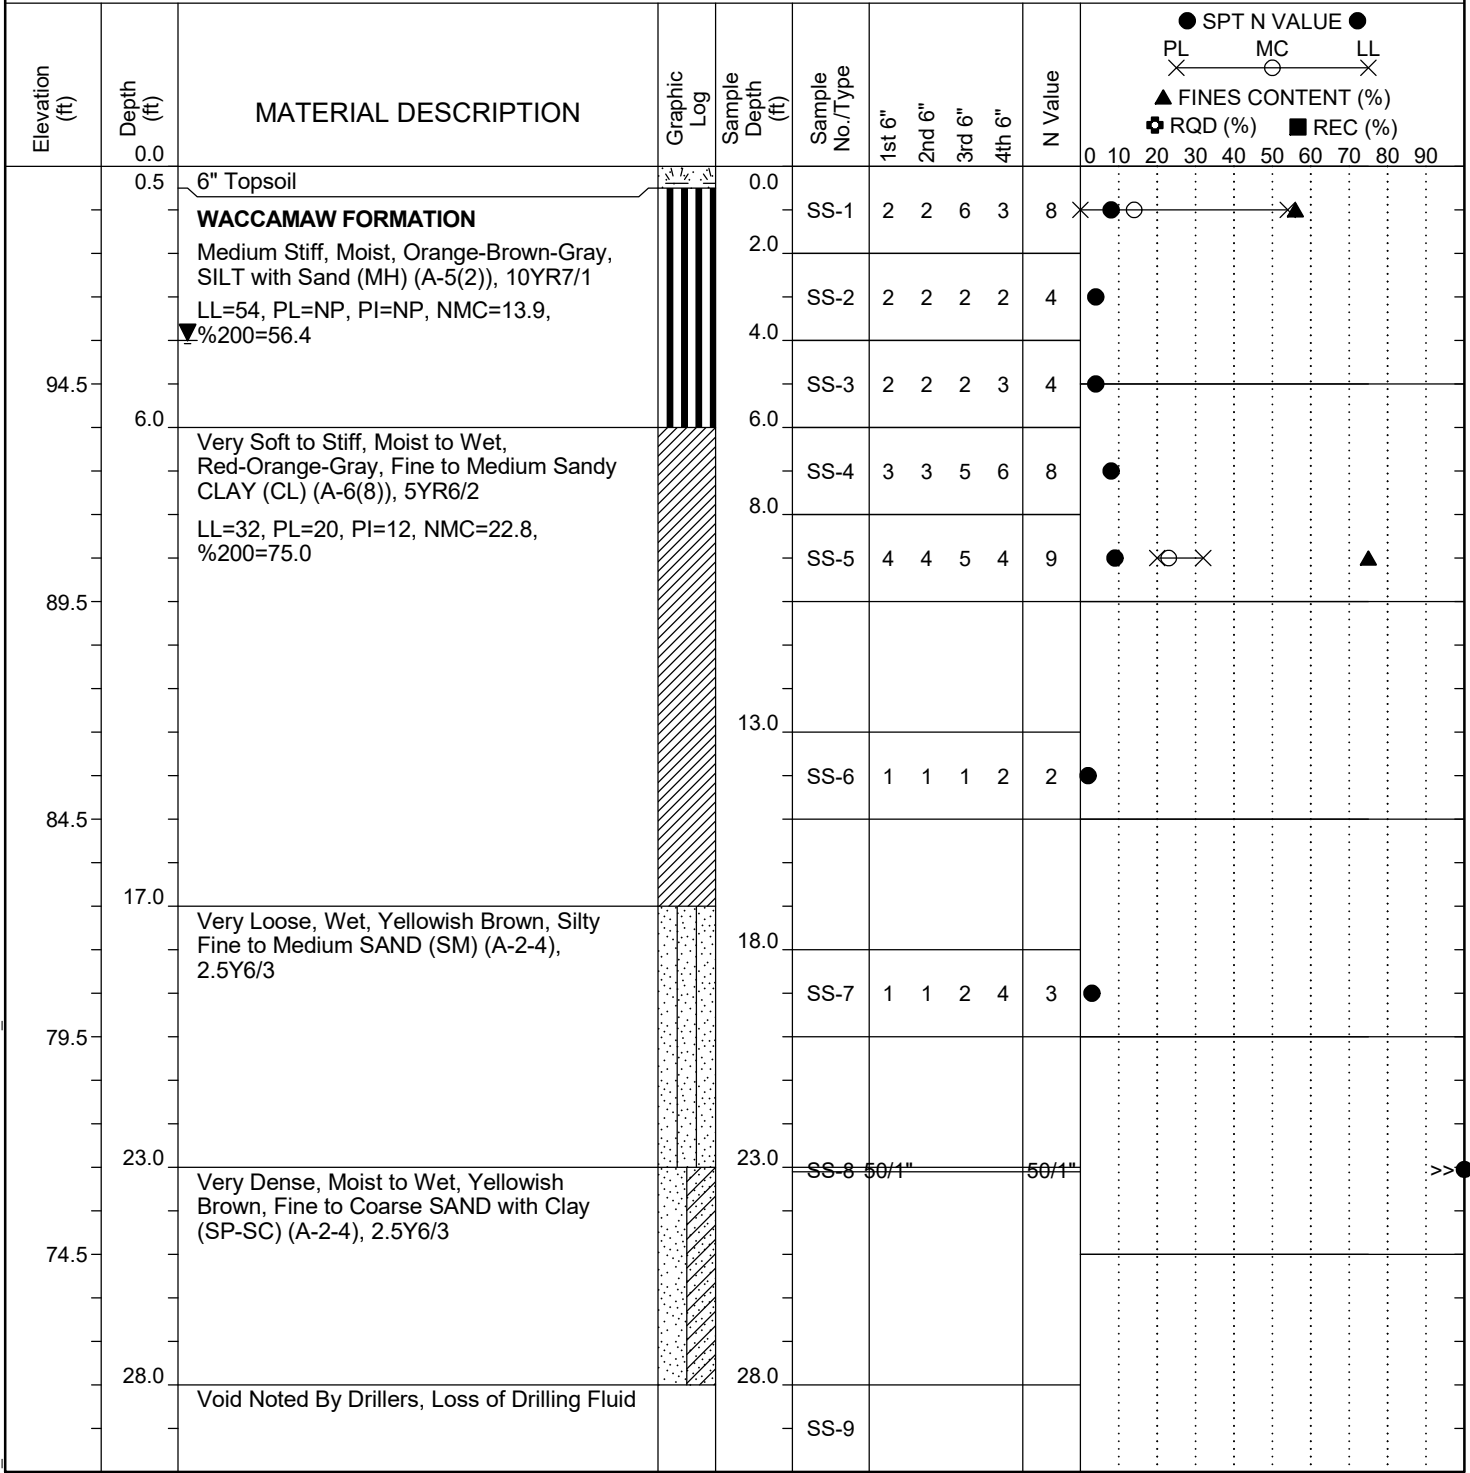 ● SPT N VALUE ●
PL MC LL
▲ FINES CONTENT (%)
RQD (%) ■ REC (%)
Elevation (ft)
Depth (ft)
MATERIAL DESCRIPTION
Graphic Log
Sample Depth (ft)
Sample No./Type
1st 6"
2nd 6"
3rd 6"
4th 6"
N Value
0.0
0 10 20 30 40 50 60 70 80 90
0.5 6" Topsoil 0.0
WACCAMAW FORMATION
SS-1 2 2 6 3 8
Medium Stiff, Moist, Orange-Brown-Gray,
SILT with Sand (MH) (A-5(2)), 10YR7/1
2.0
LL=54, PL=NP, PI=NP, NMC=13.9,
%200=56.4
SS-2 2 2 2 2 4
4.0
94.5
SS-3 2 2 2 3 4
6.0 6.0
Very Soft to Stiff, Moist to Wet,
Red-Orange-Gray, Fine to Medium Sandy
CLAY (CL) (A-6(8)), 5YR6/2
SS-4 3 3 5 6 8
8.0
LL=32, PL=20, PI=12, NMC=22.8,
%200=75.0
SS-5 4 4 5 4 9
89.5
13.0
SS-6 1 1 1 2 2
84.5
17.0
Very Loose, Wet, Yellowish Brown, Silty
Fine to Medium SAND (SM) (A-2-4),
2.5Y6/3
18.0
SS-7 1 1 2 4 3
79.5
23.0 23.0
SS-8 50/1" 50/1" >>
Very Dense, Moist to Wet, Yellowish
Brown, Fine to Coarse SAND with Clay
(SP-SC) (A-2-4), 2.5Y6/3
74.5
28.0 28.0
Void Noted By Drillers, Loss of Drilling Fluid
SS-9